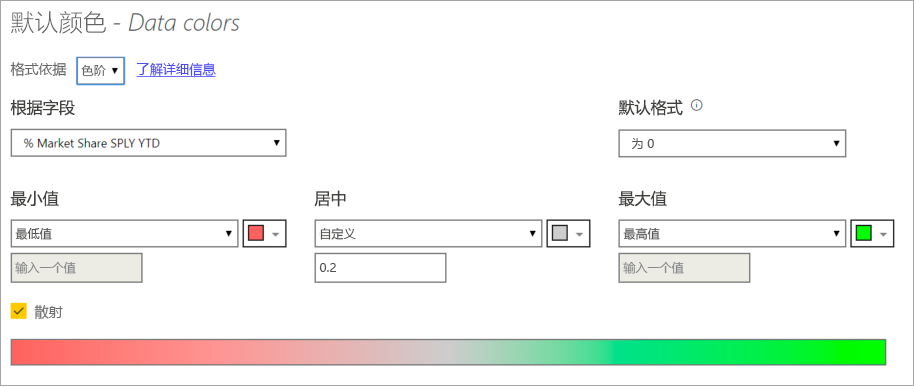 默认颜色 - Data colors
格式依据 色阶 了解详细信息
根据字段 默认格式
% Market Share SPLY YTD 为 0
最小值 居中 最大值
最低值 自定义 最高值
输入一个值 0.2 输入一个值
散射